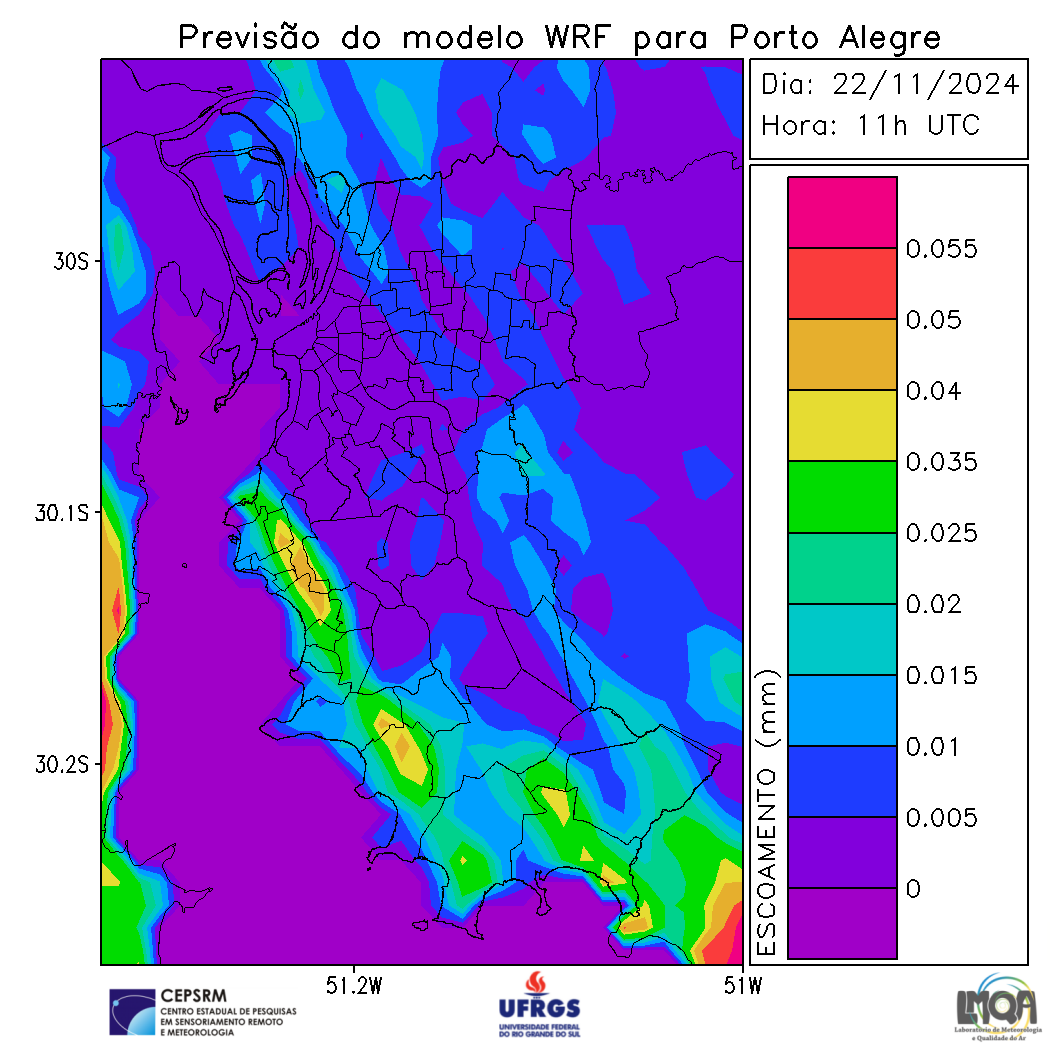 Previsão do modelo WRF para Porto Alegre
Dia: 22/11/2024
Hora: 11h UTC
0.055
0.05
0.04
0.035
0.025
0.02
0.015
0.01
0.005
0
ESCOAMENTO (mm)
30S
30.1S
30.2S
51.2W
51W
CEPSRM
CENTRO ESTADUAL DE PESQUISAS
EM SENSORIAMENTO REMOTO
E METEOROLOGIA
UFRGS
UNIVERSIDADE FEDERAL
DO RIO GRANDE DO SUL
LMQA
Laboratório de Meteorologia
e Qualidade do Ar